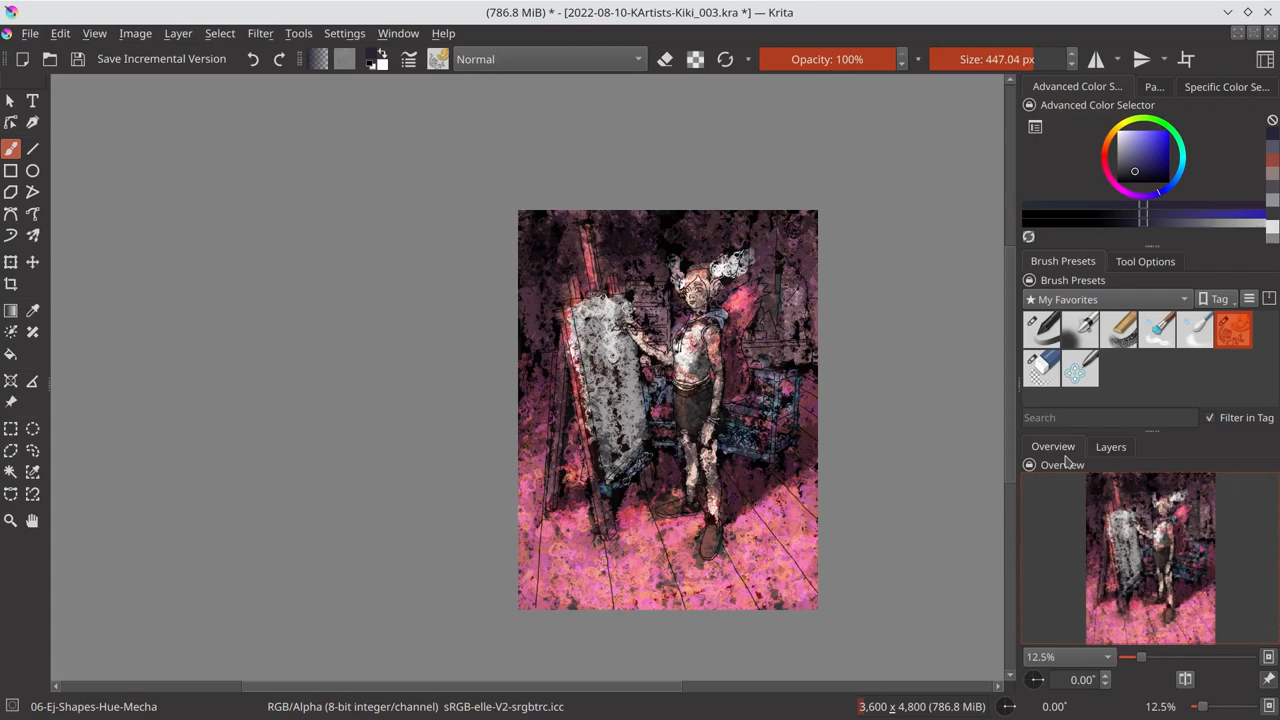 (786.8 MiB) * - [2022-08-10-KArtists-Kiki_003.kra *] — Krita
File Edit View Image Layer Select Filter Tools Settings Window Help
Save Incremental Version
Normal
Opacity: 100%
Size: 447.04 px
Advanced Color S...
Pa...
Specific Color Se...
Advanced Color Selector
Brush Presets
Tool Options
Brush Presets
★ My Favorites
Tag
Search
Filter in Tag
Overview
Layers
Overview
12.5%
0.00°
06-Ej-Shapes-Hue-Mecha
RGB/Alpha (8-bit integer/channel) sRGB-elle-V2-srgbtrc.icc
3,600 x 4,800 (786.8 MiB)
0.00°
12.5%